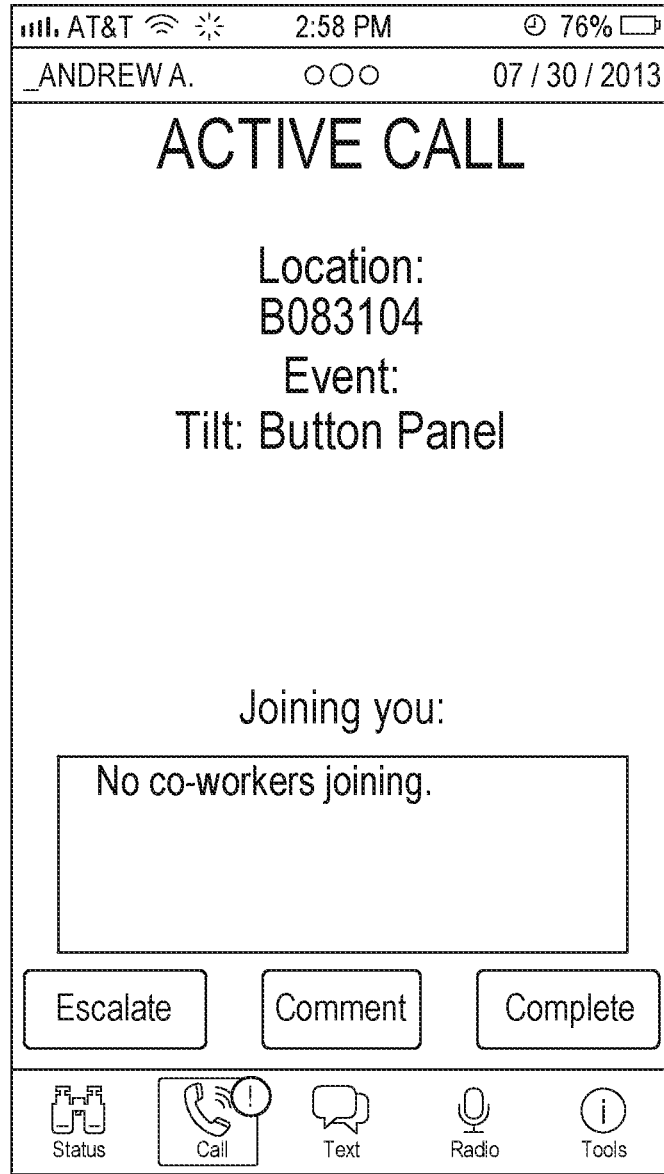 AT&T 2:58 PM 76%
_ANDREW A. 07 / 30 / 2013
ACTIVE CALL
Location:
B083104
Event:
Tilt: Button Panel
Joining you:
No co-workers joining.
Escalate Comment Complete
!
i
Status Call Text Radio Tools